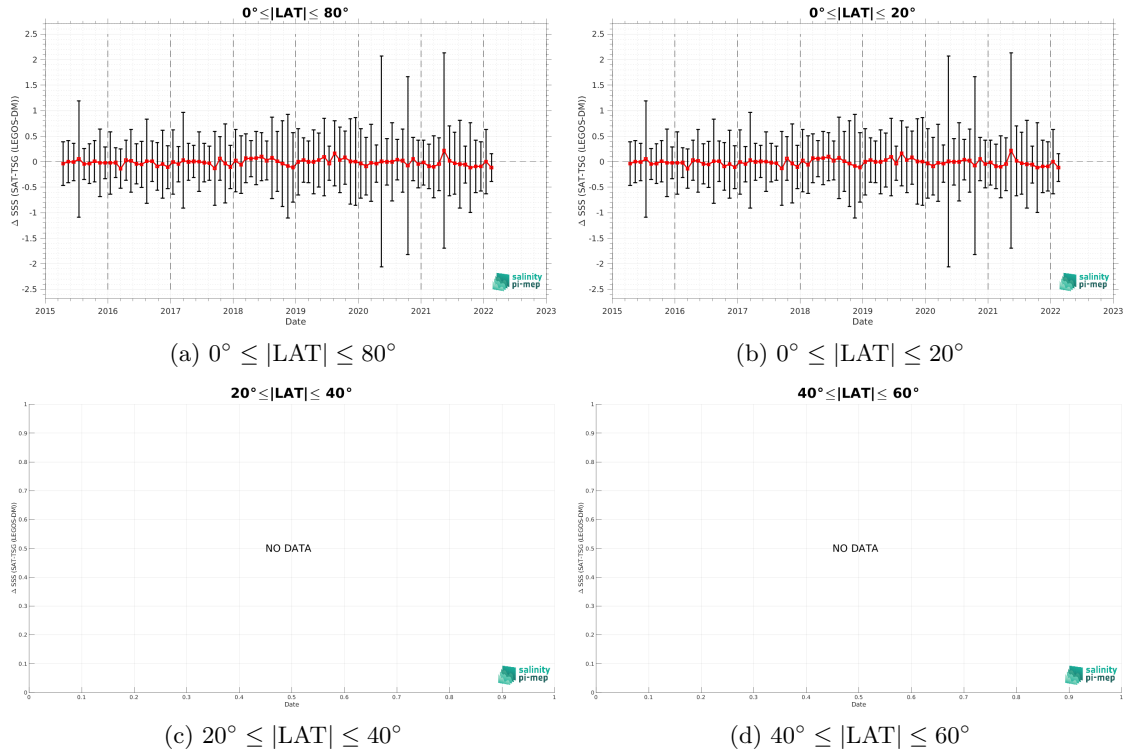 0°≤|LAT|≤ 80°
Δ SSS (SAT-TSG (LEGOS-DM))
2.5
2
1.5
1
0.5
0
-0.5
-1
-1.5
-2
-2.5
salinity
pi-mep
2015 2016 2017 2018 2019 2020 2021 2022 2023
Date
(a) 0° ≤ |LAT| ≤ 80°
0°≤|LAT|≤ 20°
Δ SSS (SAT-TSG (LEGOS-DM))
2.5
2
1.5
1
0.5
0
-0.5
-1
-1.5
-2
-2.5
salinity
pi-mep
2015 2016 2017 2018 2019 2020 2021 2022 2023
Date
(b) 0° ≤ |LAT| ≤ 20°
20°≤|LAT|≤ 40°
Δ SSS (SAT-TSG (LEGOS-DM))
1
0.9
0.8
0.7
0.6
0.5
0.4
0.3
0.2
0.1
0
NO DATA
salinity
pi-mep
0 0.1 0.2 0.3 0.4 0.5 0.6 0.7 0.8 0.9 1
Date
(c) 20° ≤ |LAT| ≤ 40°
40°≤|LAT|≤ 60°
Δ SSS (SAT-TSG (LEGOS-DM))
1
0.9
0.8
0.7
0.6
0.5
0.4
0.3
0.2
0.1
0
NO DATA
salinity
pi-mep
0 0.1 0.2 0.3 0.4 0.5 0.6 0.7 0.8 0.9 1
Date
(d) 40° ≤ |LAT| ≤ 60°